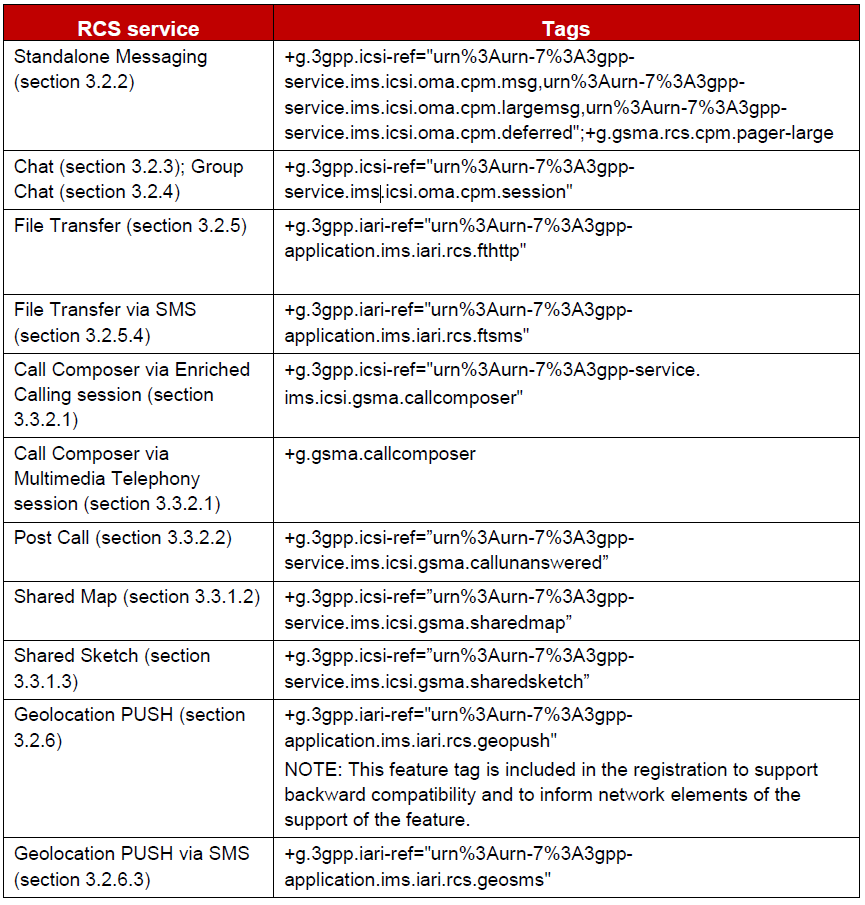 RCS service
Tags
Standalone Messaging
(section 3.2.2)
+g.3gpp.icsi-ref="urn%3Aurn-7%3A3gpp-
service.ims.icsi.oma.cpm.msg,urn%3Aurn-7%3A3gpp-
service.ims.icsi.oma.cpm.largemsg,urn%3Aurn-7%3A3gpp-
service.ims.icsi.oma.cpm.deferred";+g.gsma.rcs.cpm.pager-large
Chat (section 3.2.3); Group
Chat (section 3.2.4)
+g.3gpp.icsi-ref="urn%3Aurn-7%3A3gpp-
service.ims.icsi.oma.cpm.session"
File Transfer (section 3.2.5)
+g.3gpp.iari-ref="urn%3Aurn-7%3A3gpp-
application.ims.iari.rcs.fthttp"
File Transfer via SMS
(section 3.2.5.4)
+g.3gpp.iari-ref="urn%3Aurn-7%3A3gpp-
application.ims.iari.rcs.ftsms"
Call Composer via Enriched
Calling session (section
3.3.2.1)
+g.3gpp.icsi-ref="urn%3Aurn-7%3A3gpp-service.
ims.icsi.gsma.callcomposer"
Call Composer via
Multimedia Telephony
session (section 3.3.2.1)
+g.gsma.callcomposer
Post Call (section 3.3.2.2)
+g.3gpp.icsi-ref=”urn%3Aurn-7%3A3gpp-
service.ims.icsi.gsma.callunanswered”
Shared Map (section 3.3.1.2)
+g.3gpp.icsi-ref=”urn%3Aurn-7%3A3gpp-
service.ims.icsi.gsma.sharedmap”
Shared Sketch (section
3.3.1.3)
+g.3gpp.icsi-ref=”urn%3Aurn-7%3A3gpp-
service.ims.icsi.gsma.sharedsketch”
Geolocation PUSH (section
3.2.6)
+g.3gpp.iari-ref="urn%3Aurn-7%3A3gpp-
application.ims.iari.rcs.geopush"
NOTE: This feature tag is included in the registration to support
backward compatibility and to inform network elements of the
support of the feature.
Geolocation PUSH via SMS
(section 3.2.6.3)
+g.3gpp.iari-ref="urn%3Aurn-7%3A3gpp-
application.ims.iari.rcs.geosms"